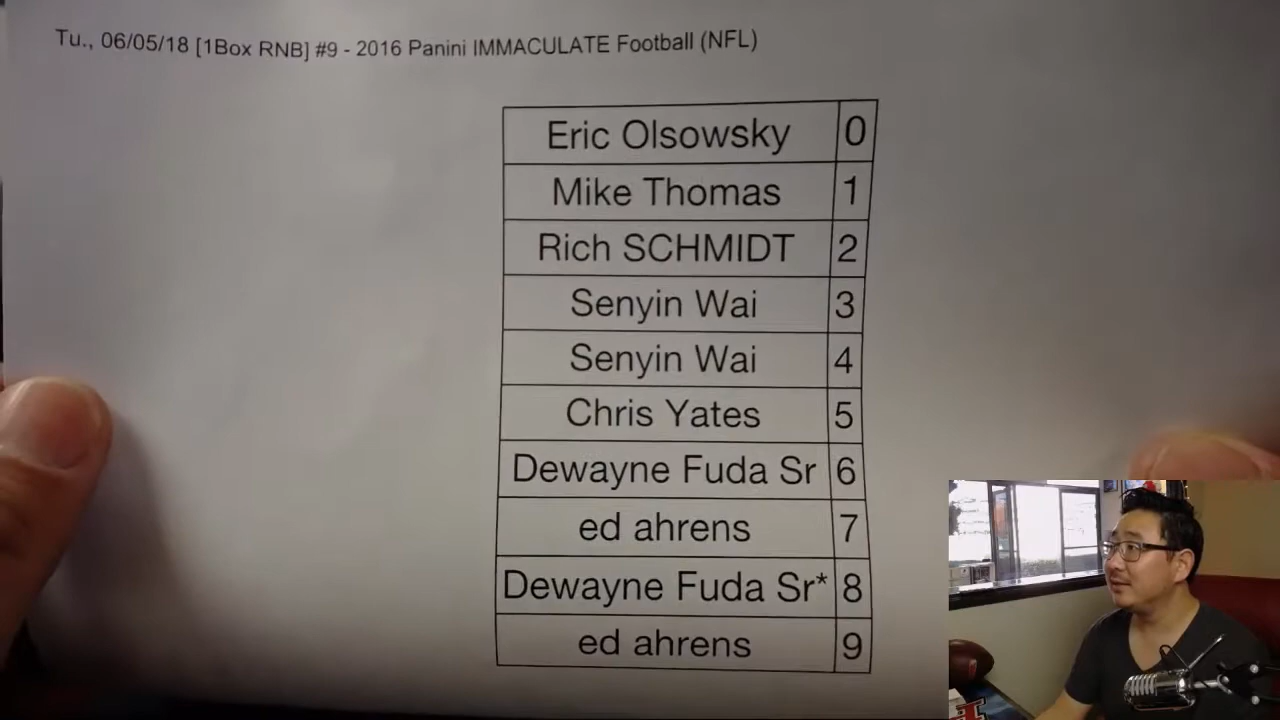 Tu., 06/05/18 [1Box RNB] #9 - 2016 Panini IMMACULATE Football (NFL)
Eric Olsowsky 0
Mike Thomas 1
Rich SCHMIDT 2
Senyin Wai 3
Senyin Wai 4
Chris Yates 5
Dewayne Fuda Sr 6
ed ahrens 7
Dewayne Fuda Sr* 8
ed ahrens 9